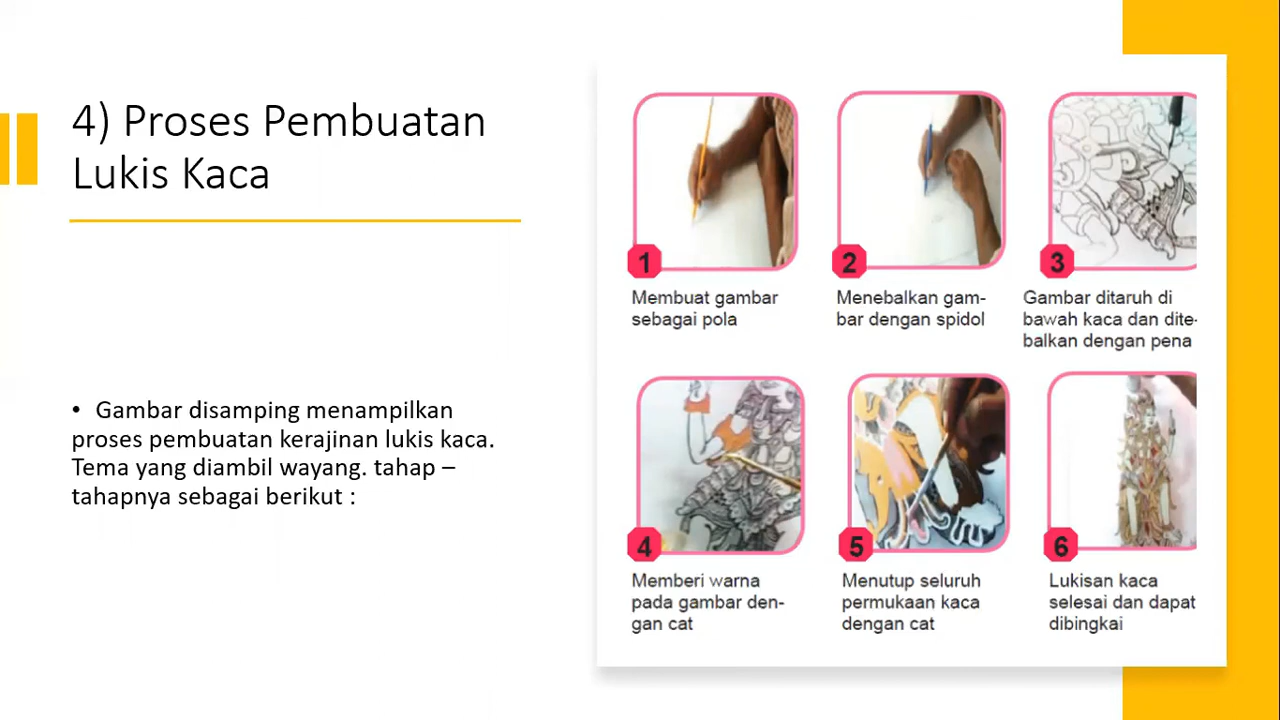 4) Proses Pembuatan
Lukis Kaca
• Gambar disamping menampilkan
proses pembuatan kerajinan lukis kaca.
Tema yang diambil wayang. tahap –
tahapnya sebagai berikut :
1
Membuat gambar
sebagai pola
2
Menebalkan gam-
bar dengan spidol
3
Gambar ditaruh di
bawah kaca dan dite-
balkan dengan pena
4
Memberi warna
pada gambar den-
gan cat
5
Menutup seluruh
permukaan kaca
dengan cat
6
Lukisan kaca
selesai dan dapat
dibingkai